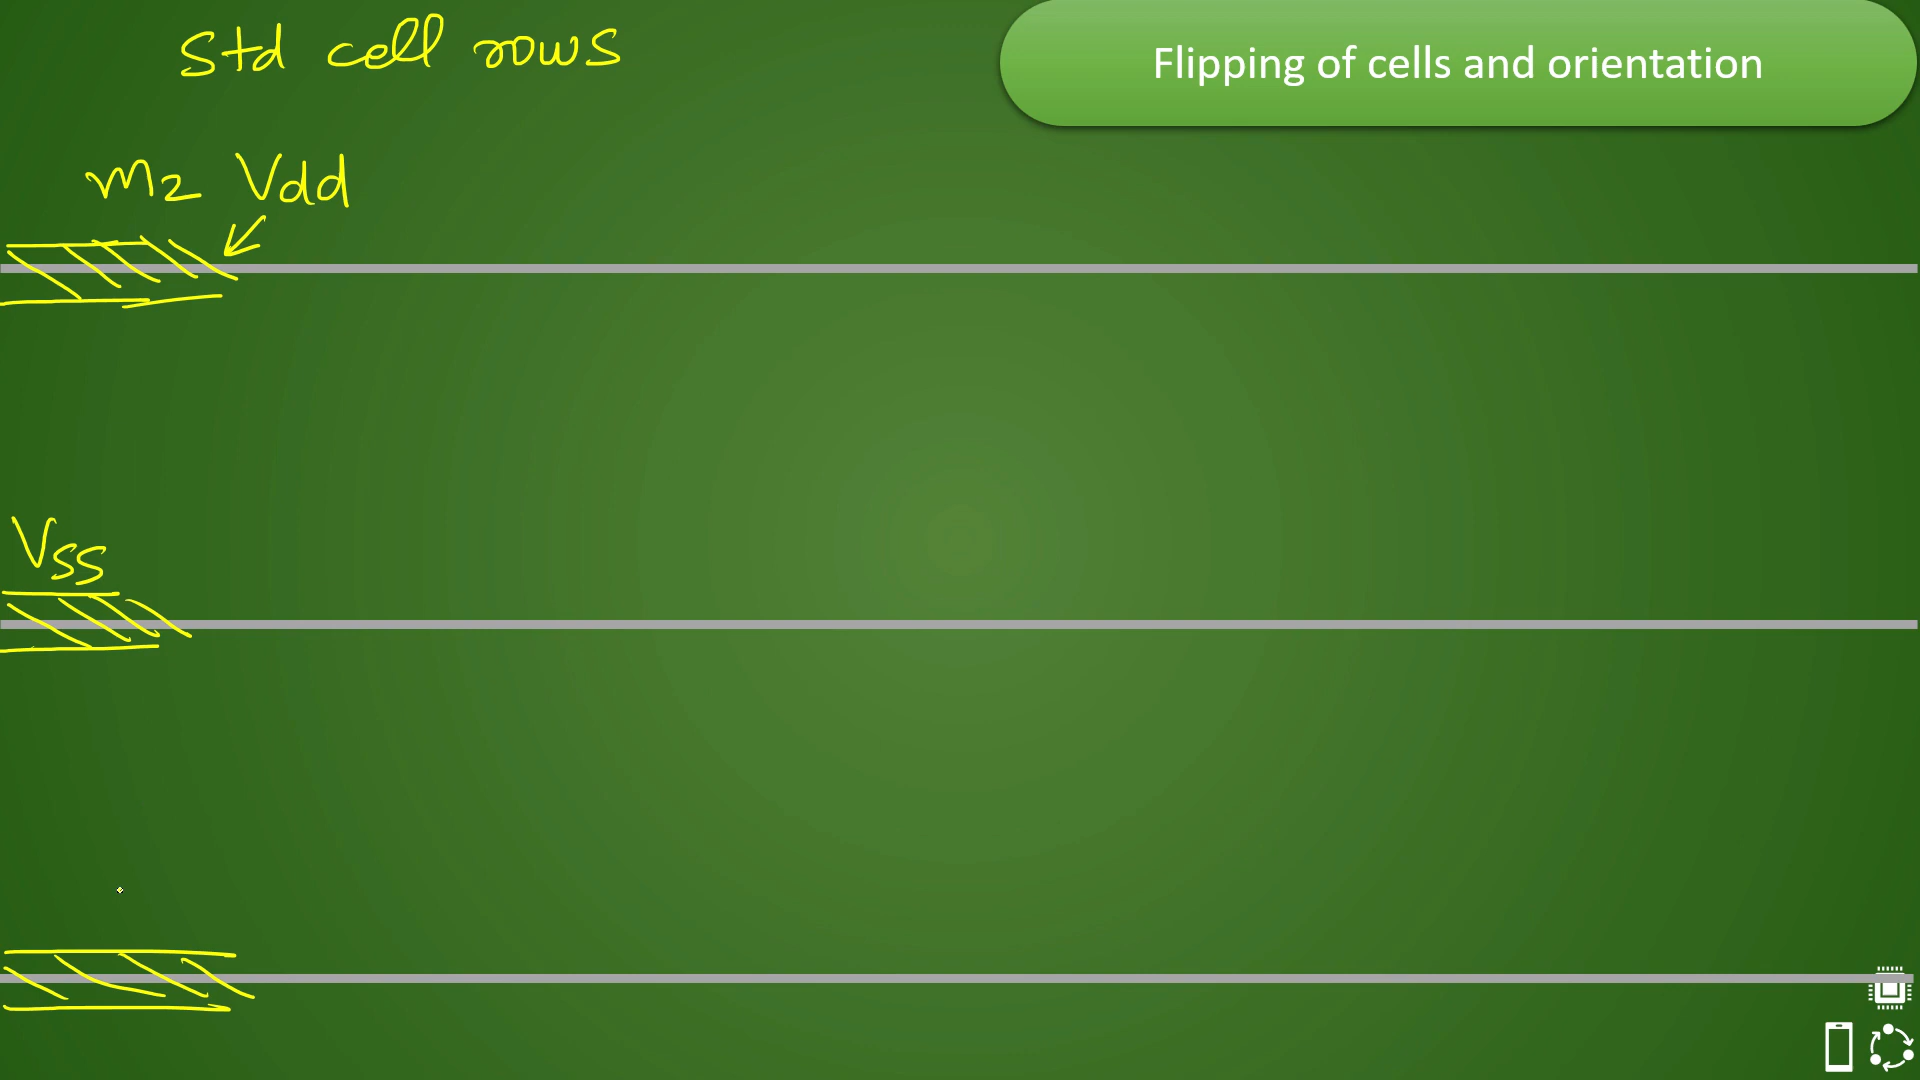 std cell rows
Flipping of cells and orientation
m2 Vdd
Vss